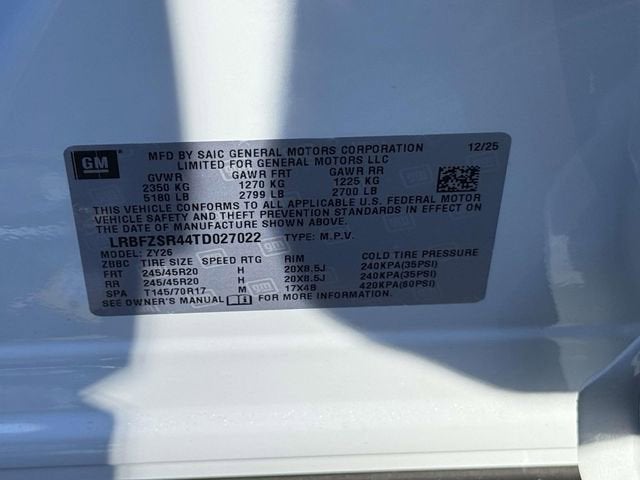 GM
MFD BY SAIC GENERAL MOTORS CORPORATION 12/25
LIMITED FOR GENERAL MOTORS LLC
GVWR GAWR FRT GAWR RR
2350 KG 1270 KG 1225 KG
5180 LB 2799 LB 2700 LB
THIS VEHICLE CONFORMS TO ALL APPLICABLE U.S. FEDERAL MOTOR
VEHICLE SAFETY AND THEFT PREVENTION STANDARDS IN EFFECT ON
THE DATE OF MANUFACTURE SHOWN ABOVE.
LRBFZSR44TD027022 TYPE: M.P.V.
MODEL: ZY26
ZBBC TIRE SIZE SPEED RTG RIM COLD TIRE PRESSURE
FRT 245/45R20 H 20X8.5J 240KPA(35PSI)
RR 245/45R20 H 20X8.5J 240KPA(35PSI)
SPA T145/70R17 M 17X4B 420KPA(60PSI)
SEE OWNER'S MANUAL FOR MORE INFORMATION.